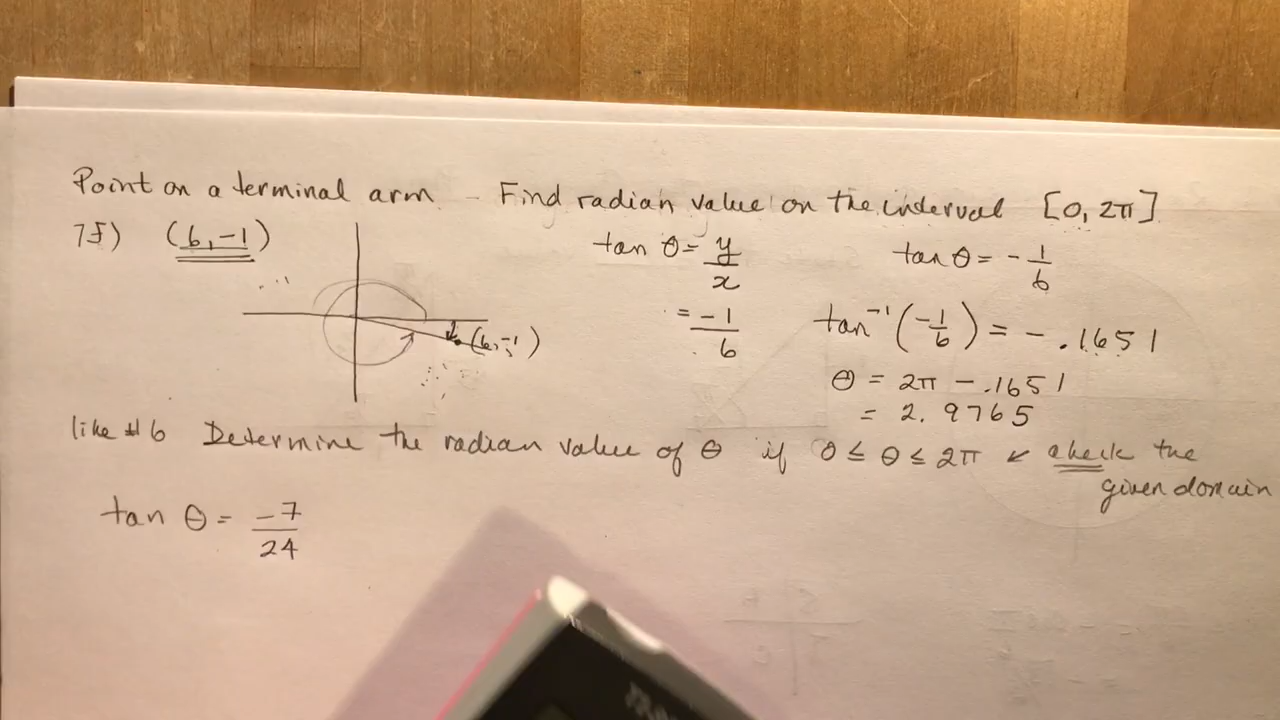 Point on a terminal arm - Find radian value on the interval [0, 2π]
75) (6, -1)
tan θ = y/x
= -1/6
tan θ = - 1/6
tan⁻¹(-1/6) = - .1651
θ = 2π - .1651
= 2.9765
(6, -1)
like #6 Determine the radian value of θ if 0 ≤ θ ≤ 2π ↙ check the
given domain
tan θ = -7/24